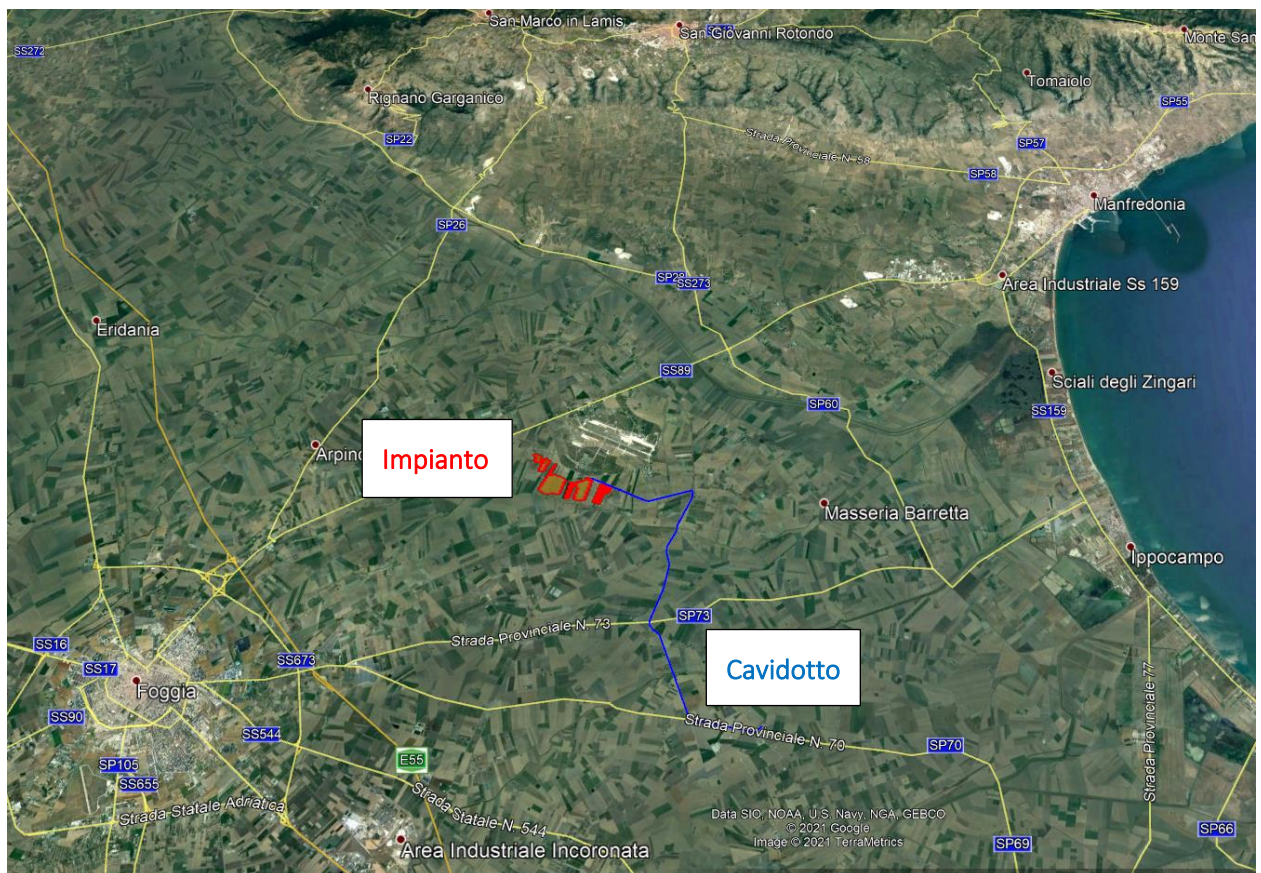 San Marco in Lamis
San Giovanni Rotondo
Monte San
SS272
Tomaiolo
Rignano Garganico
SP55
SP22
Strada Provinciale N. 58
SP57
SP58
Manfredonia
SP26
SP28
SS273
Area Industriale Ss 159
Eridania
SS89
Sciali degli Zingari
SP60
SS159
Arpino
Impianto
Masseria Barretta
Ippocampo
SP73
Strada Provinciale N. 73
SS16
SS673
SS17
Cavidotto
Foggia
Strada Provinciale 77
SS90
SS544
Strada Provinciale N. 70
SP70
SP105
E55
SS655
Strada Statale Adriatica
Strada Statale N. 544
Data SIO, NOAA, U.S. Navy, NGA, GEBCO
© 2021 Google
Image © 2021 TerraMetrics
SP66
SP69
Area Industriale Incoronata